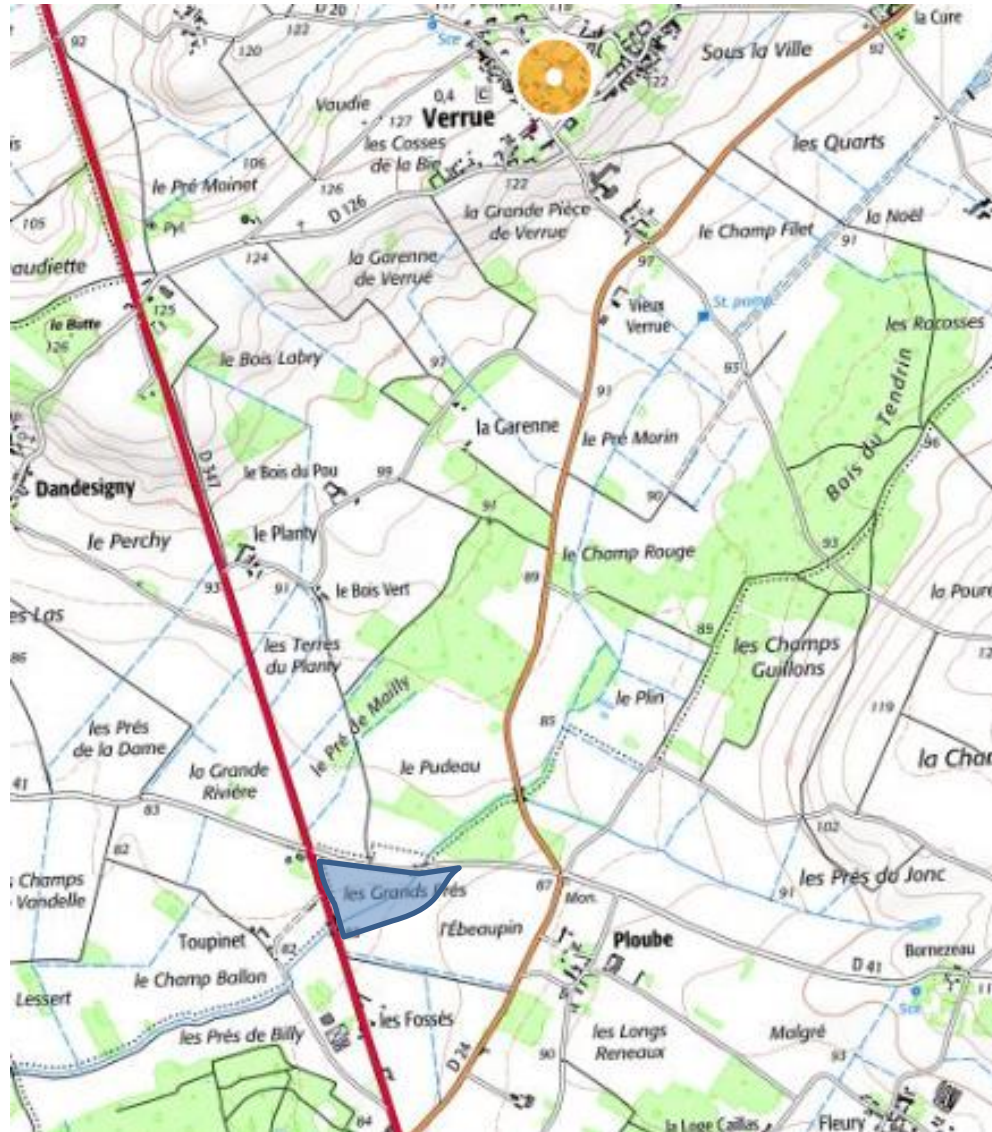 D 20
122
Sce
118
la Cure
92
92
120
Sous la Ville
122
Vaudie
0,4
C
127
Verrue
les Cosses
de la Bie
les Quarts
106
le Pré Moinet
126
122
D 126
105
Pyl.
la Grande Pièce
de Verrue
le Champ Filet
la Noël
91
audiette
124
la Garenne
de Verrue
97
125
Vieux
Verrue
St. pomp.
les Racosses
la Butte
126
le Bois Labry
97
93
91
Bois du Tendrin
la Garenne
le Pré Morin
96
D 347
le Bois du Pau
99
90
Dandesigny
91
le Perchy
le Planty
le Champ Rouge
93
93
91
le Bois Vert
89
la Poure
es Las
les Terres
du Planty
89
les Champs
Guillons
86
le Pré de Mailly
le Plin
119
les Prés
de la Dame
85
la Grande
Rivière
le Pudeau
la Char
41
83
102
82
les Grands Prés
87
91
les Prés du Jonc
Champs
Vandelle
Mon.
l'Ébeaupin
Toupinet
82
Ploube
Bornezeau
D 41
le Champ Ballon
Lessert
Sce
les Fossés
les Prés de Billy
les Longs
Reneaux
Malgré
D 24
90
93
84
la Loge Caillas
Fleury